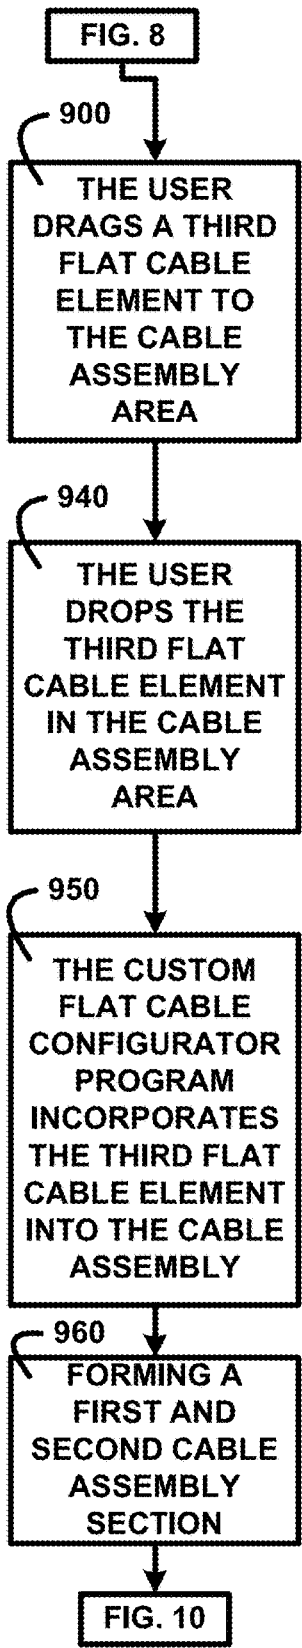 FIG. 8
900
THE USER
DRAGS A THIRD
FLAT CABLE
ELEMENT TO
THE CABLE
ASSEMBLY
AREA
940
THE USER
DROPS THE
THIRD FLAT
CABLE ELEMENT
IN THE CABLE
ASSEMBLY
AREA
950
THE CUSTOM
FLAT CABLE
CONFIGURATOR
PROGRAM
INCORPORATES
THE THIRD FLAT
CABLE ELEMENT
INTO THE CABLE
ASSEMBLY
960
FORMING A
FIRST AND
SECOND CABLE
ASSEMBLY
SECTION
FIG. 10